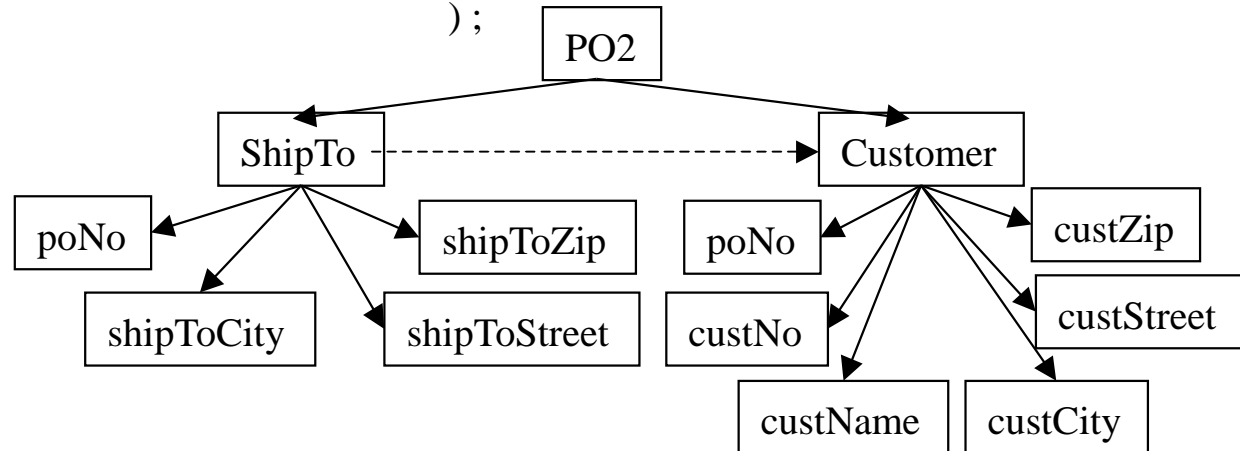 ) ;
PO2
ShipTo
Customer
poNo
shipToZip
shipToCity
shipToStreet
poNo
custZip
custNo
custStreet
custName
custCity